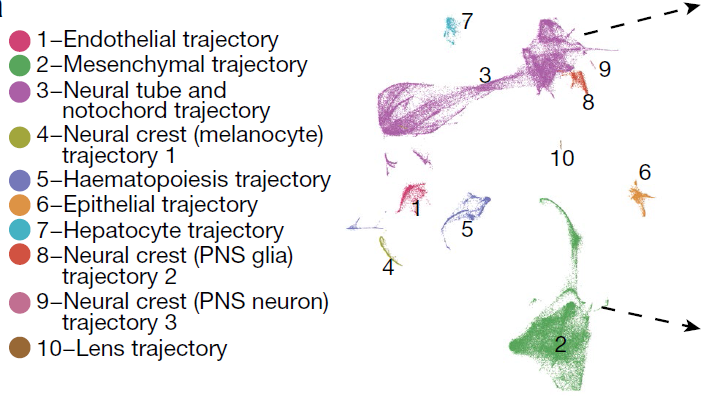 1–Endothelial trajectory
2–Mesenchymal trajectory
3–Neural tube and
notochord trajectory
4–Neural crest (melanocyte)
trajectory 1
5–Haematopoiesis trajectory
6–Epithelial trajectory
7–Hepatocyte trajectory
8–Neural crest (PNS glia)
trajectory 2
9–Neural crest (PNS neuron)
trajectory 3
10–Lens trajectory
7
3
9
8
10
6
1
5
4
2